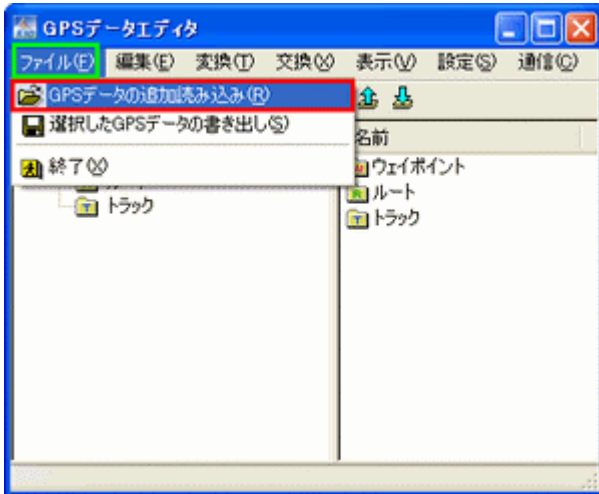 GPSデータエディタ
ファイル(F) 編集(E) 変換(T) 交換(X) 表示(V) 設定(S) 通信(C)
GPSデータの追加読み込み(R)
選択したGPSデータの書き出し(S)
名前
終了(X)
ウェイポイント
ルート
トラック
トラック